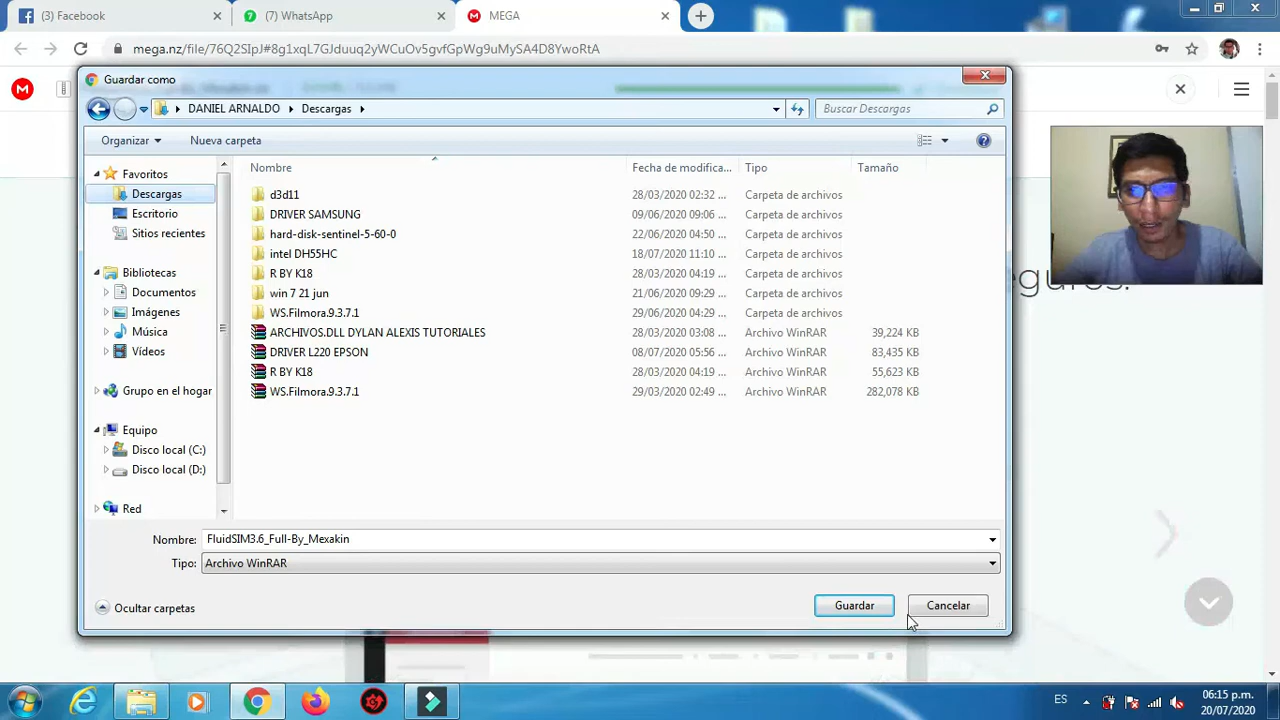 (3) Facebook
(7) WhatsApp
MEGA
mega.nz/file/76Q2SIpJ#8g1xqL7GJduuq2yWCuOv5gvfGpWg9uMySA4D8YwoRtA
Guardar como
DANIEL ARNALDO Descargas
Buscar Descargas
Organizar
Nueva carpeta
Nombre Fecha de modifica... Tipo Tamaño
Favoritos
Descargas
Escritorio
Sitios recientes
Bibliotecas
Documentos
Imágenes
Música
Vídeos
Grupo en el hogar
Equipo
Disco local (C:)
Disco local (D:)
Red
d3d11 28/03/2020 02:32 ... Carpeta de archivos
DRIVER SAMSUNG 09/06/2020 09:06 ... Carpeta de archivos
hard-disk-sentinel-5-60-0 22/06/2020 04:50 ... Carpeta de archivos
intel DH55HC 18/07/2020 11:10 ... Carpeta de archivos
R BY K18 28/03/2020 04:19 ... Carpeta de archivos
win 7 21 jun 21/06/2020 09:29 ... Carpeta de archivos
WS.Filmora.9.3.7.1 29/06/2020 04:29 ... Carpeta de archivos
ARCHIVOS.DLL DYLAN ALEXIS TUTORIALES 28/03/2020 03:08 ... Archivo WinRAR 39,224 KB
DRIVER L220 EPSON 08/07/2020 05:56 ... Archivo WinRAR 83,435 KB
R BY K18 28/03/2020 04:19 ... Archivo WinRAR 55,623 KB
WS.Filmora.9.3.7.1 29/03/2020 02:49 ... Archivo WinRAR 282,078 KB
Nombre: FluidSIM3.6_Full-By_Mexakin
Tipo: Archivo WinRAR
Ocultar carpetas
Guardar
Cancelar
ES
06:15 p.m.
20/07/2020